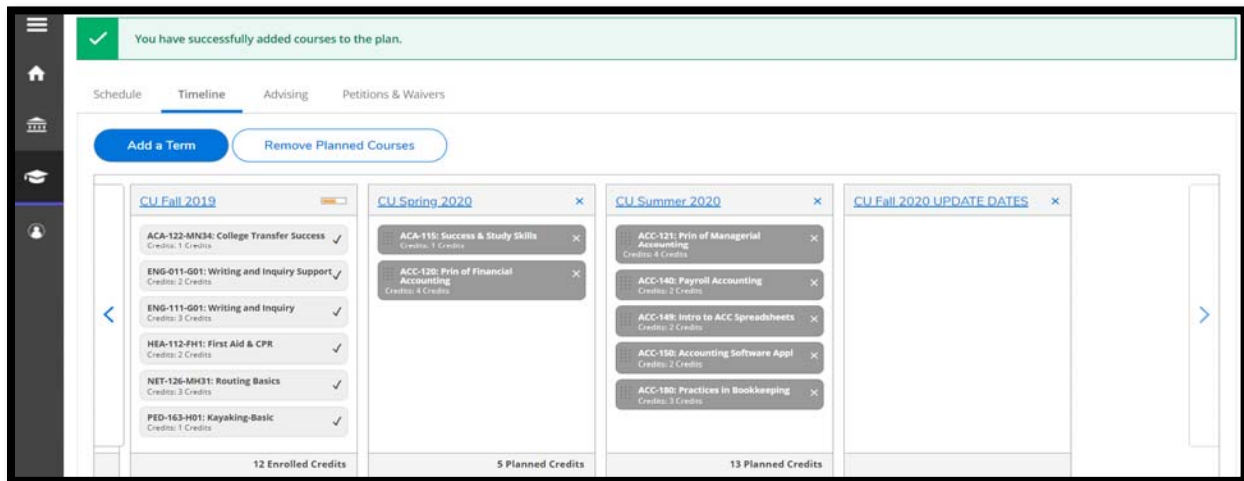 You have successfully added courses to the plan.
Schedule Timeline Advising Petitions & Waivers
Add a Term Remove Planned Courses
CU Fall 2019
ACA-122-MN34: College Transfer Success
Credits: 1 Credits
ENG-011-G01: Writing and Inquiry Support
Credits: 2 Credits
ENG-111-G01: Writing and Inquiry
Credits: 3 Credits
HEA-112-FH1: First Aid & CPR
Credits: 2 Credits
NET-126-MH31: Routing Basics
Credits: 3 Credits
PED-163-H01: Kayaking-Basic
Credits: 1 Credits
12 Enrolled Credits
CU Spring 2020
ACA-115: Success & Study Skills
Credits: 1 Credits
ACC-120: Prin of Financial
Accounting
Credits: 4 Credits
5 Planned Credits
CU Summer 2020
ACC-121: Prin of Managerial
Accounting
Credits: 4 Credits
ACC-140: Payroll Accounting
Credits: 2 Credits
ACC-149: Intro to ACC Spreadsheets
Credits: 2 Credits
ACC-150: Accounting Software Appl
Credits: 2 Credits
ACC-180: Practices in Bookkeeping
Credits: 3 Credits
13 Planned Credits
CU Fall 2020 UPDATE DATES